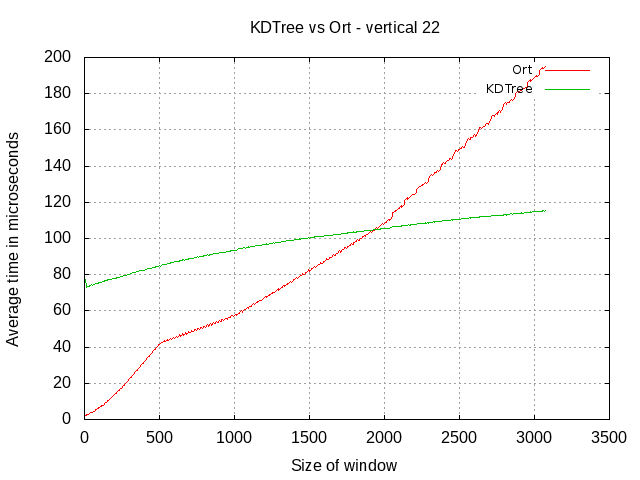 KDTree vs Ort - vertical 22
Ort
KDTree
Average time in microseconds
200
180
160
140
120
100
80
60
40
20
0
0 500 1000 1500 2000 2500 3000 3500
Size of window